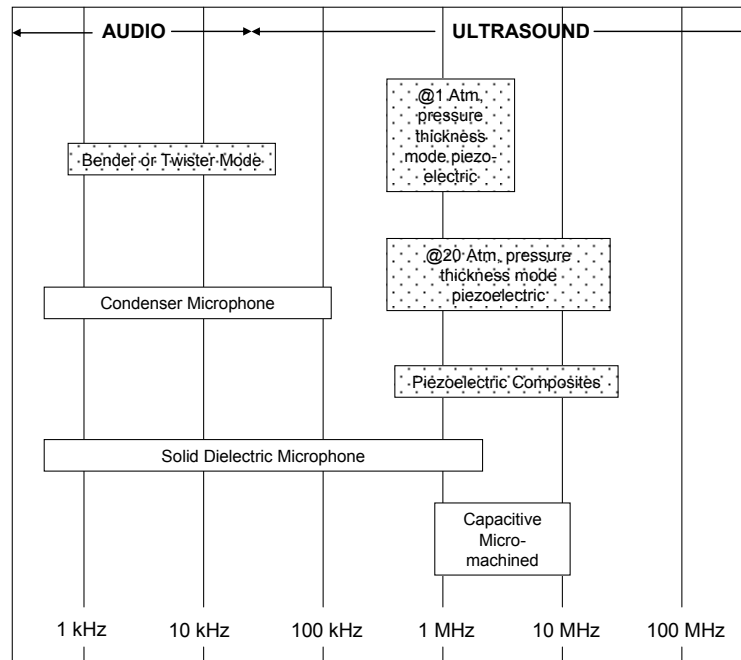 AUDIO
ULTRASOUND
@1 Atm,
pressure
thickness
mode piezo-
electric
Bender or Twister Mode
@20 Atm, pressure
thickness mode
piezoelectric
Condenser Microphone
Piezoelectric Composites
Solid Dielectric Microphone
Capacitive
Micro-
machined
1 kHz
10 kHz
100 kHz
1 MHz
10 MHz
100 MHz